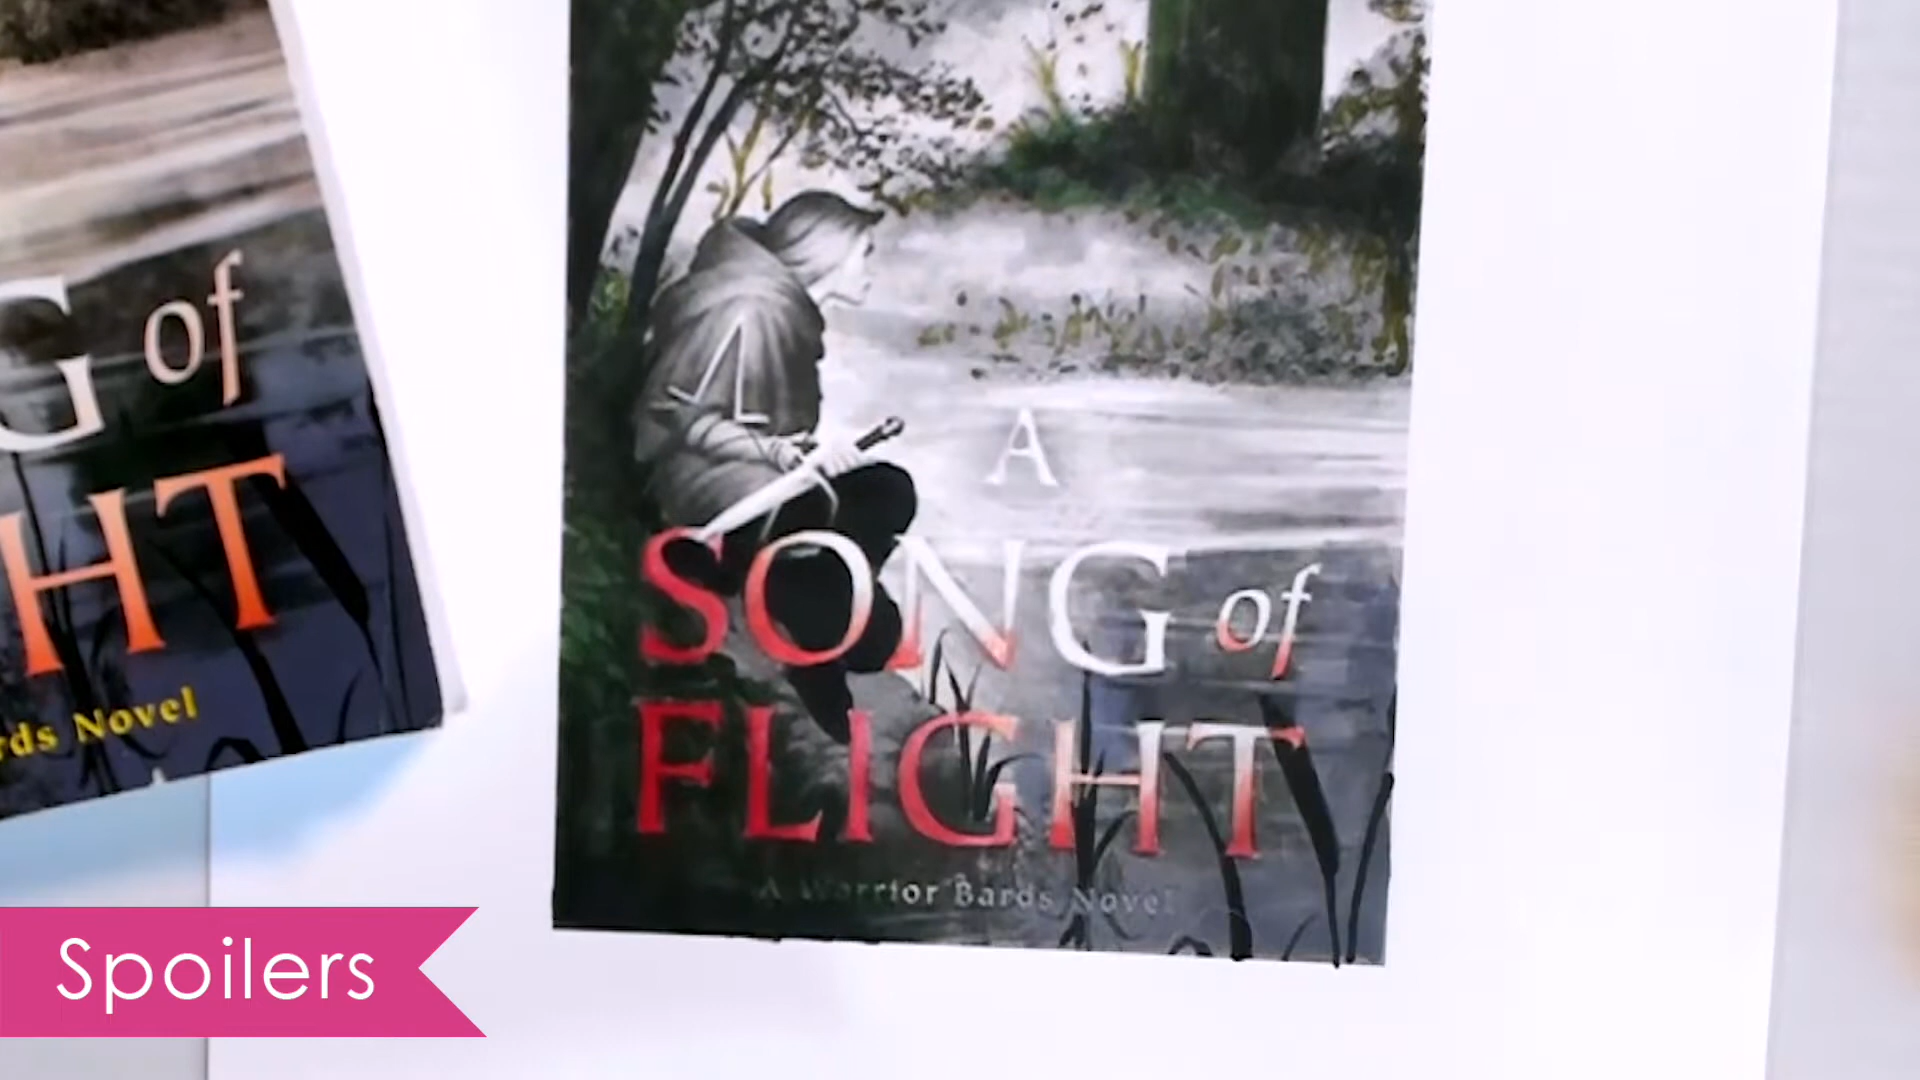 G of
HT
rds Novel
A
SONG of
FLIGHT
A Warrior Bards Novel
Spoilers